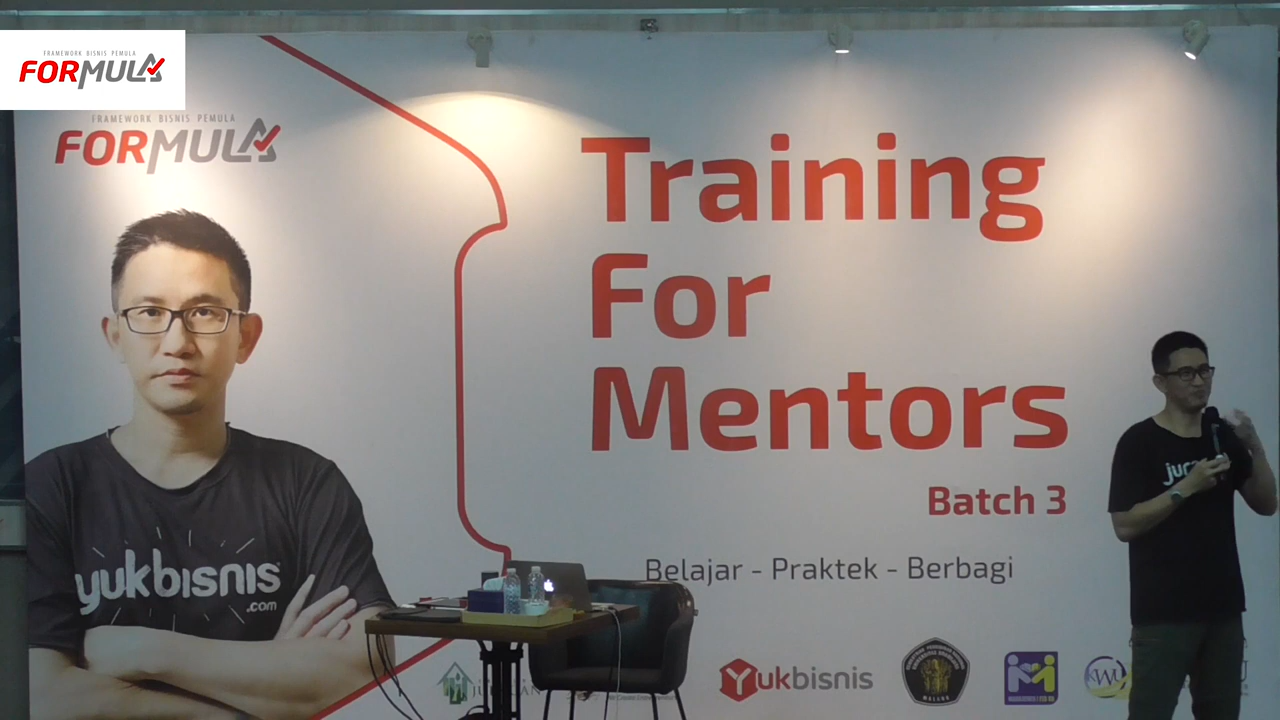 FRAMEWORK BISNIS PEMULA
FORMULA
FRAMEWORK BISNIS PEMULA
FORMULA
Training
For
Mentors
Batch 3
Belajar - Praktek - Berbagi
yukbisnis
.com
Yukbisnis